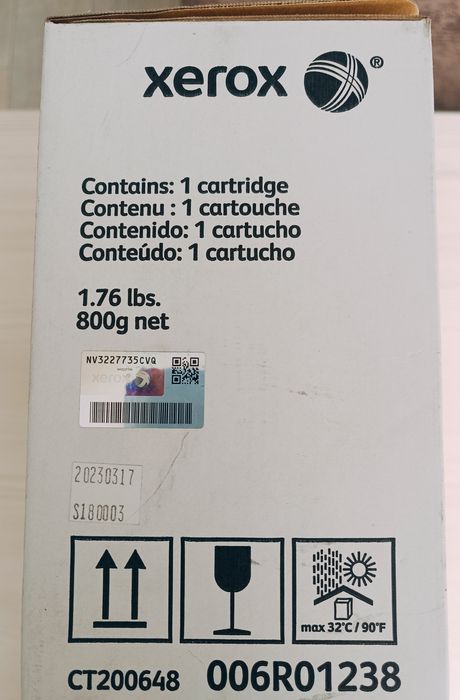 xerox ®
Contains: 1 cartridge
Contenu : 1 cartouche
Contenido: 1 cartucho
Conteúdo: 1 cartucho
1.76 lbs.
800g net
NV3227735CVQ
xerox
20230317
S180003
max 32°C / 90°F
CT200648 006R01238